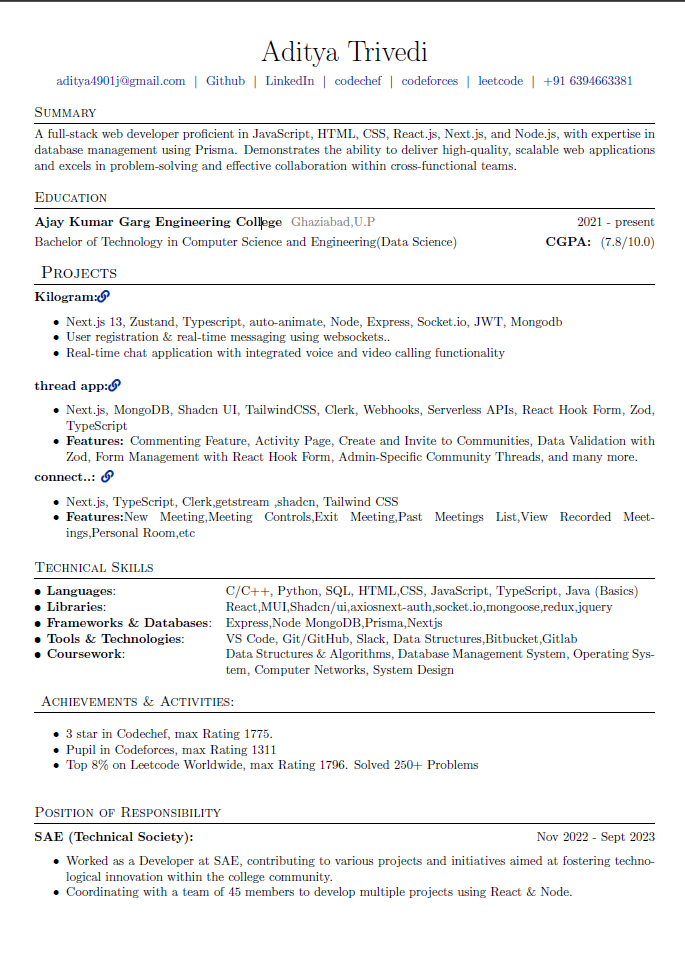 Aditya Trivedi
aditya4901j@gmail.com | Github | LinkedIn | codechef | codeforces | leetcode | +91 6394663381
Summary
A full-stack web developer proficient in JavaScript, HTML, CSS, React.js, Next.js, and Node.js, with expertise in
database management using Prisma. Demonstrates the ability to deliver high-quality, scalable web applications
and excels in problem-solving and effective collaboration within cross-functional teams.
Education
Ajay Kumar Garg Engineering College Ghaziabad,U.P 2021 - present
Bachelor of Technology in Computer Science and Engineering(Data Science) CGPA: (7.8/10.0)
Projects
Kilogram:
• Next.js 13, Zustand, Typescript, auto-animate, Node, Express, Socket.io, JWT, Mongodb
• User registration & real-time messaging using websockets..
• Real-time chat application with integrated voice and video calling functionality
thread app:
• Next.js, MongoDB, Shadcn UI, TailwindCSS, Clerk, Webhooks, Serverless APIs, React Hook Form, Zod,
TypeScript
• Features: Commenting Feature, Activity Page, Create and Invite to Communities, Data Validation with
Zod, Form Management with React Hook Form, Admin-Specific Community Threads, and many more.
connect..:
• Next.js, TypeScript, Clerk,getstream ,shadcn, Tailwind CSS
• Features:New Meeting,Meeting Controls,Exit Meeting,Past Meetings List,View Recorded Meet-
ings,Personal Room,etc
Technical Skills
• Languages: C/C++, Python, SQL, HTML,CSS, JavaScript, TypeScript, Java (Basics)
• Libraries: React,MUI,Shadcn/ui,axiosnext-auth,socket.io,mongoose,redux,jquery
• Frameworks & Databases: Express,Node MongoDB,Prisma,Nextjs
• Tools & Technologies: VS Code, Git/GitHub, Slack, Data Structures,Bitbucket,Gitlab
• Coursework: Data Structures & Algorithms, Database Management System, Operating Sys-
tem, Computer Networks, System Design
Achievements & Activities:
• 3 star in Codechef, max Rating 1775.
• Pupil in Codeforces, max Rating 1311
• Top 8% on Leetcode Worldwide, max Rating 1796. Solved 250+ Problems
Position of Responsibility
SAE (Technical Society): Nov 2022 - Sept 2023
• Worked as a Developer at SAE, contributing to various projects and initiatives aimed at fostering techno-
logical innovation within the college community.
• Coordinating with a team of 45 members to develop multiple projects using React & Node.